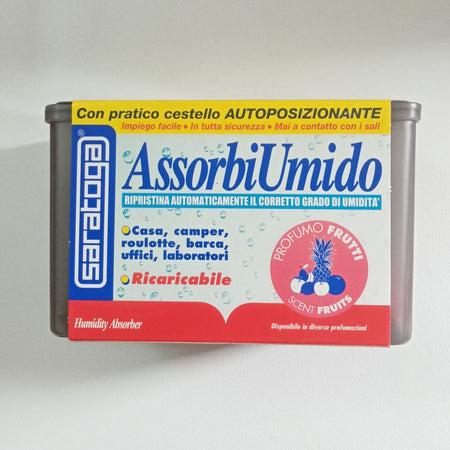 Con pratico cestello AUTOPOSIZIONANTE
Impiego facile • In tutta sicurezza • Mai a contatto con i sali
saratoga®
AssorbiUmido
RIPRISTINA AUTOMATICAMENTE IL CORRETTO GRADO DI UMIDITA'
•Casa, camper,
roulotte, barca,
uffici, laboratori
•Ricaricabile
PROFUMO FRUTTI
SCENT FRUITS
Humidity Absorber
Disponibile in diverse profumazioni